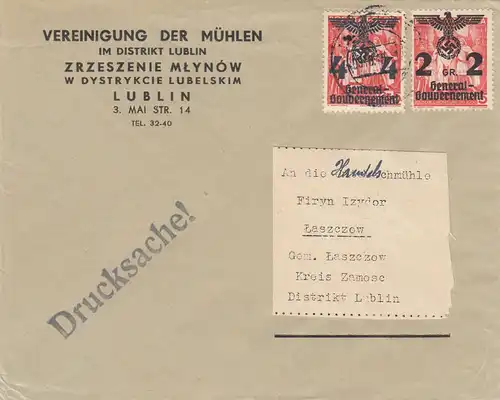 VEREINIGUNG DER MÜHLEN
IM DISTRIKT LUBLIN
ZRZESZENIE MŁYNÓW
W DYSTRYKCIE LUBELSKIM
LUBLIN
3. MAI STR. 14
TEL. 32-40
4 4
General-
Gouvernement
2 GR. 2
General-
Gouvernement
Drucksache!
An die Handelschmühle
Firyn Izydor
Łaszczow
Gem. Łaszczow
Kreis Zamosc
Distrikt Lublin